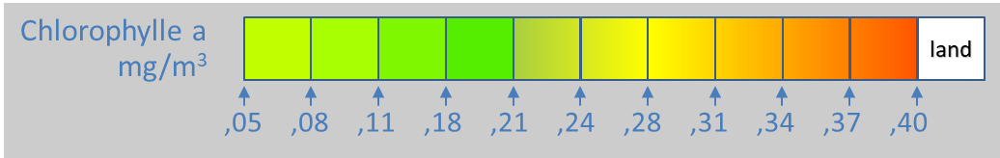 Chlorophylle a
mg/m³
land
,05 ,08 ,11 ,18 ,21 ,24 ,28 ,31 ,34 ,37 ,40